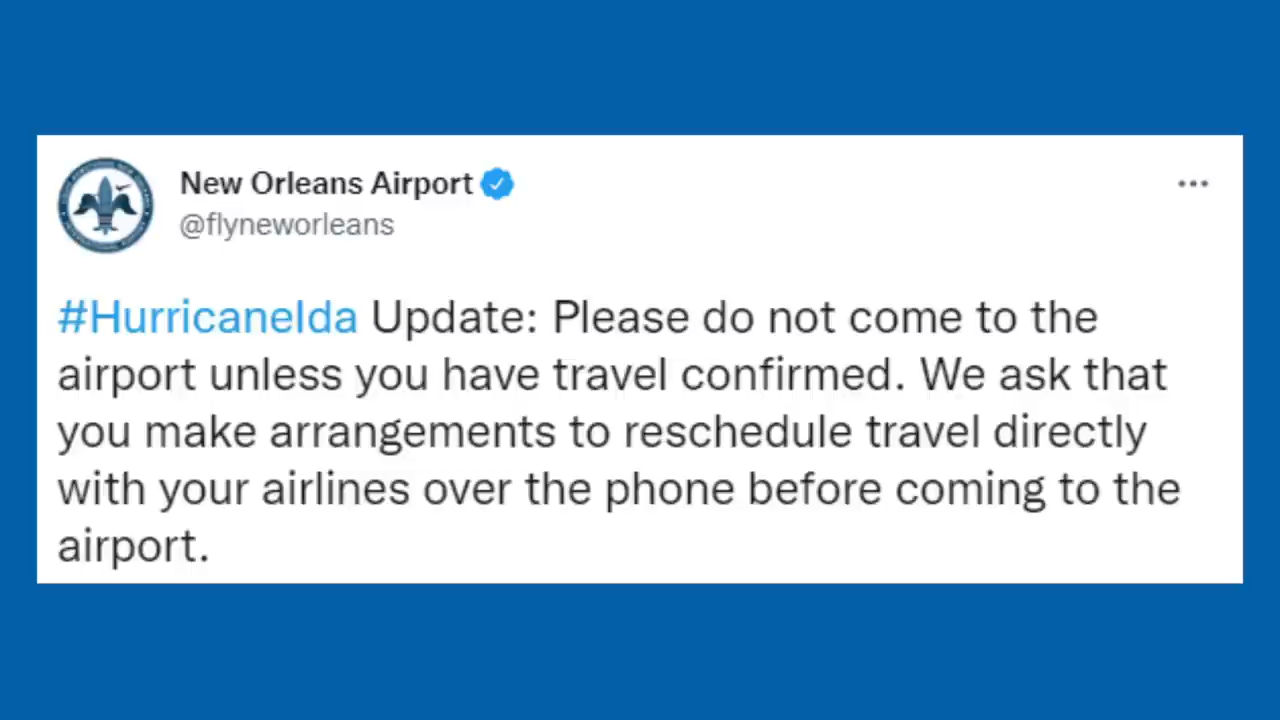 New Orleans Airport
@flyneworleans
#HurricaneIda Update: Please do not come to the
airport unless you have travel confirmed. We ask that
you make arrangements to reschedule travel directly
with your airlines over the phone before coming to the
airport.